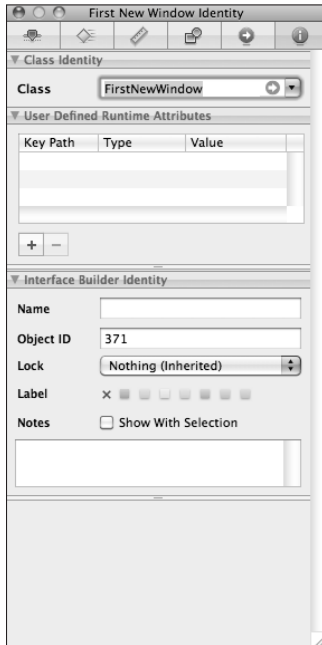 First New Window Identity
Class Identity
Class FirstNewWindow
User Defined Runtime Attributes
Key Path Type Value
Interface Builder Identity
Name
Object ID 371
Lock Nothing (Inherited)
Label
Notes Show With Selection